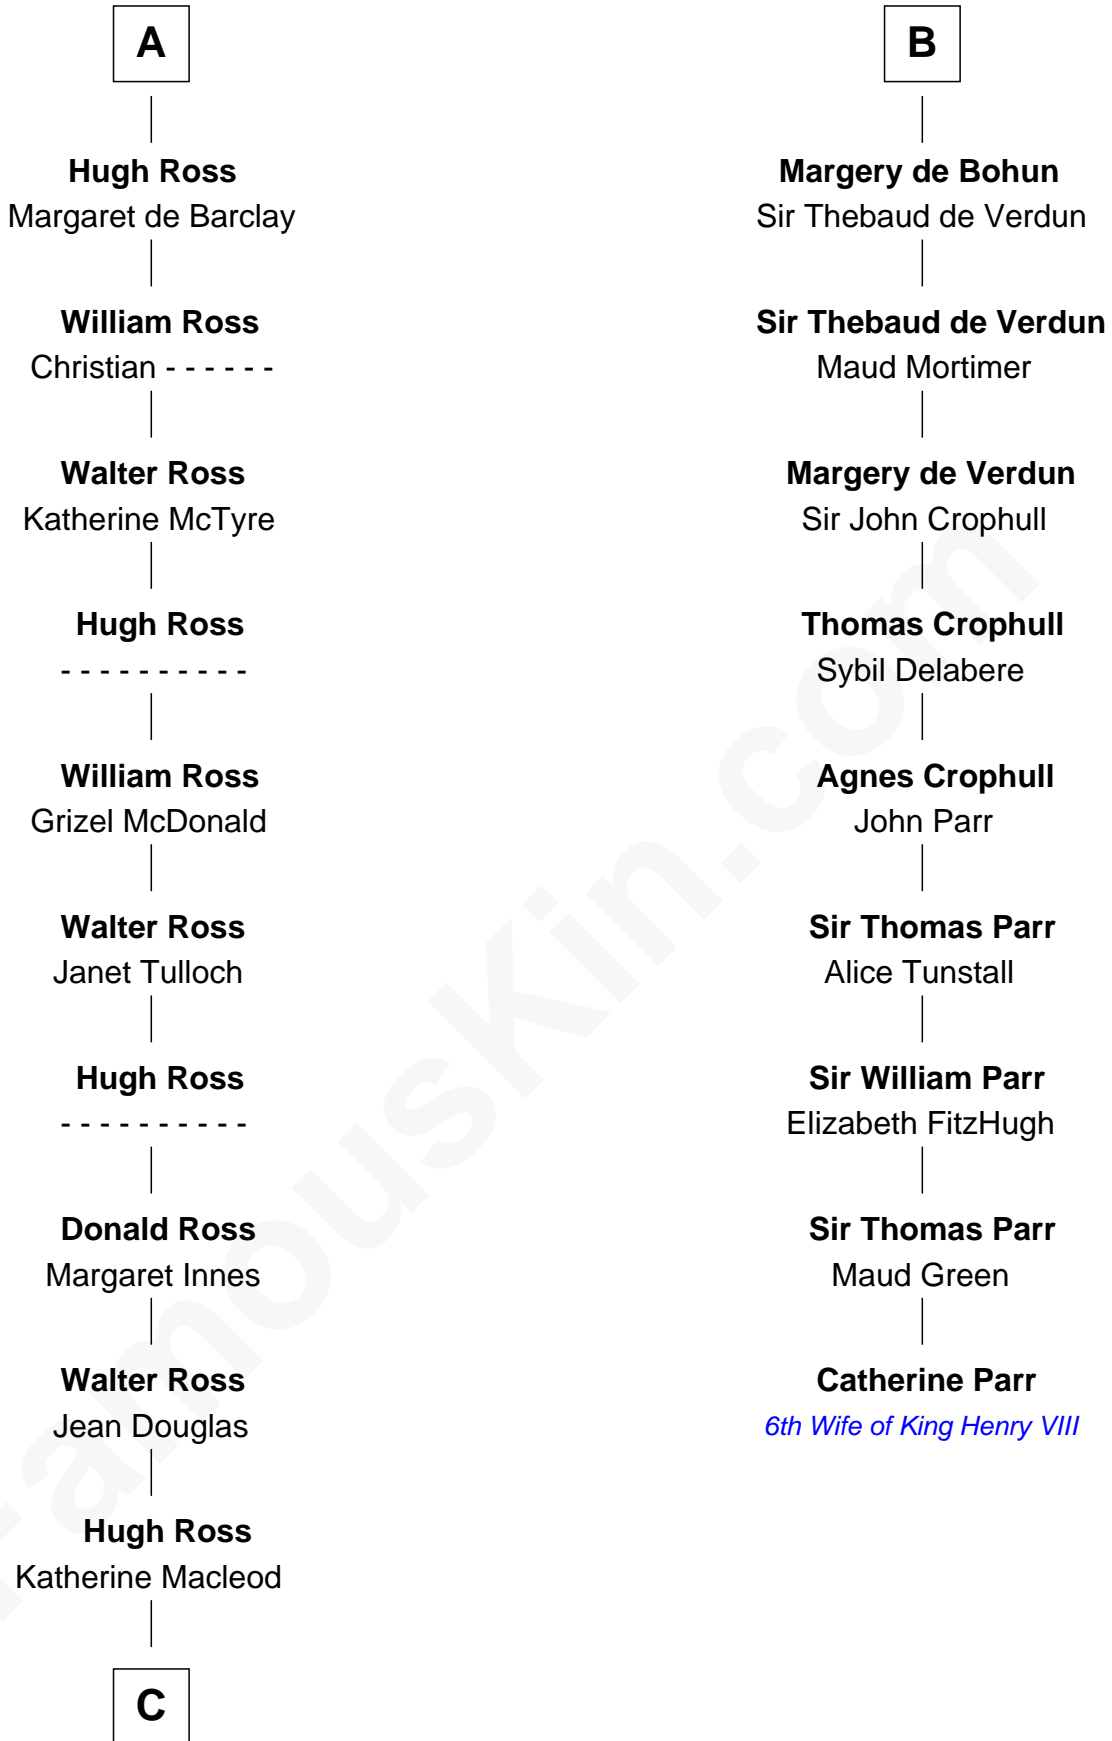 A
Hugh Ross
Margaret de Barclay
William Ross
Christian - - - - - -
Walter Ross
Katherine McTyre
Hugh Ross
- - - - - - - - - -
William Ross
Grizel McDonald
Walter Ross
Janet Tulloch
Hugh Ross
- - - - - - - - - -
Donald Ross
Margaret Innes
Walter Ross
Jean Douglas
Hugh Ross
Katherine Macleod
C
B
Margery de Bohun
Sir Thebaud de Verdun
Sir Thebaud de Verdun
Maud Mortimer
Margery de Verdun
Sir John Crophull
Thomas Crophull
Sybil Delabere
Agnes Crophull
John Parr
Sir Thomas Parr
Alice Tunstall
Sir William Parr
Elizabeth FitzHugh
Sir Thomas Parr
Maud Green
Catherine Parr
6th Wife of King Henry VIII
FamousKin.com